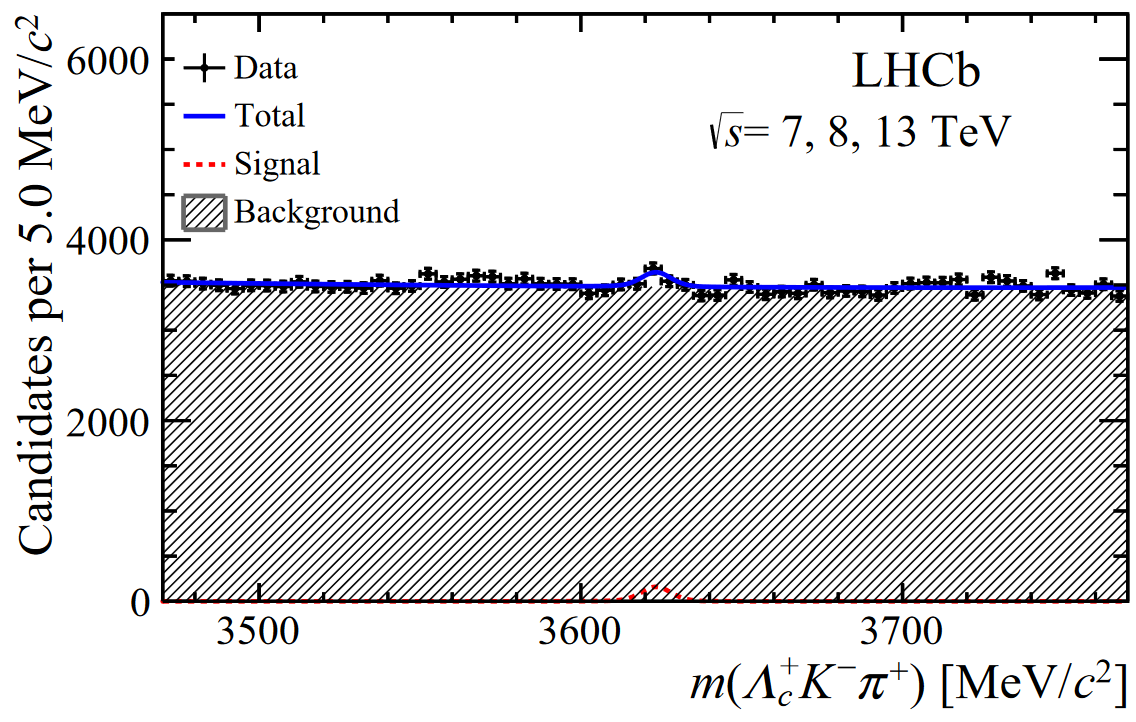 Candidates per 5.0 MeV/c²
6000
4000
2000
0
Data
Total
Signal
Background
LHCb
√s= 7, 8, 13 TeV
3500 3600 3700
m(Λc⁺K⁻π⁺) [MeV/c²]